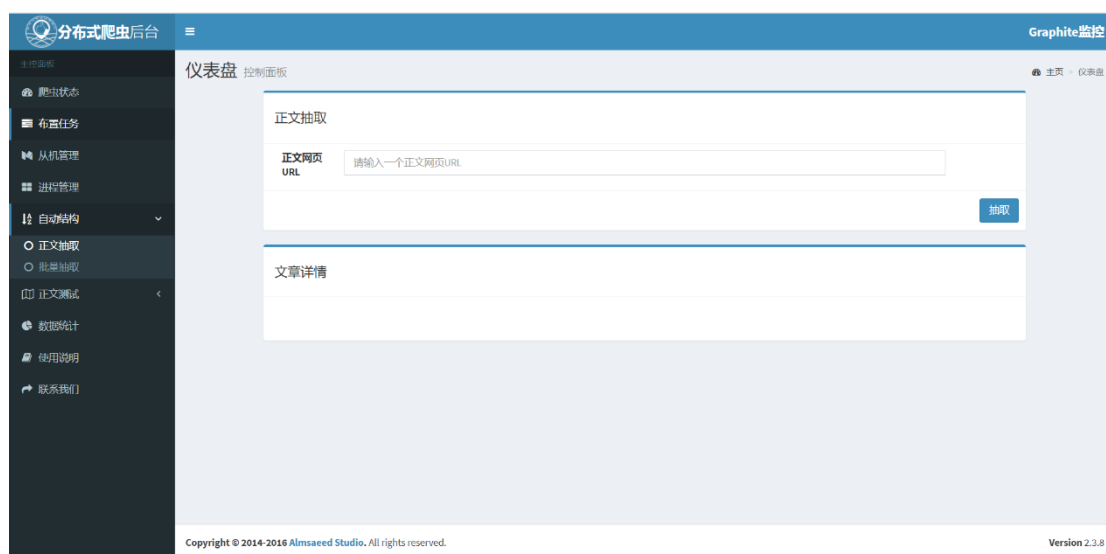 分布式爬虫后台
Graphite监控
主控面板
仪表盘 控制面板
主页 > 仪表盘
爬虫状态
布置任务
从机管理
进程管理
自动结构
正文抽取
批量抽取
正文测试
数据统计
使用说明
联系我们
正文抽取
正文网页
URL
请输入一个正文网页URL
抽取
文章详情
Copyright © 2014-2016 Almsaeed Studio. All rights reserved.
Version 2.3.8